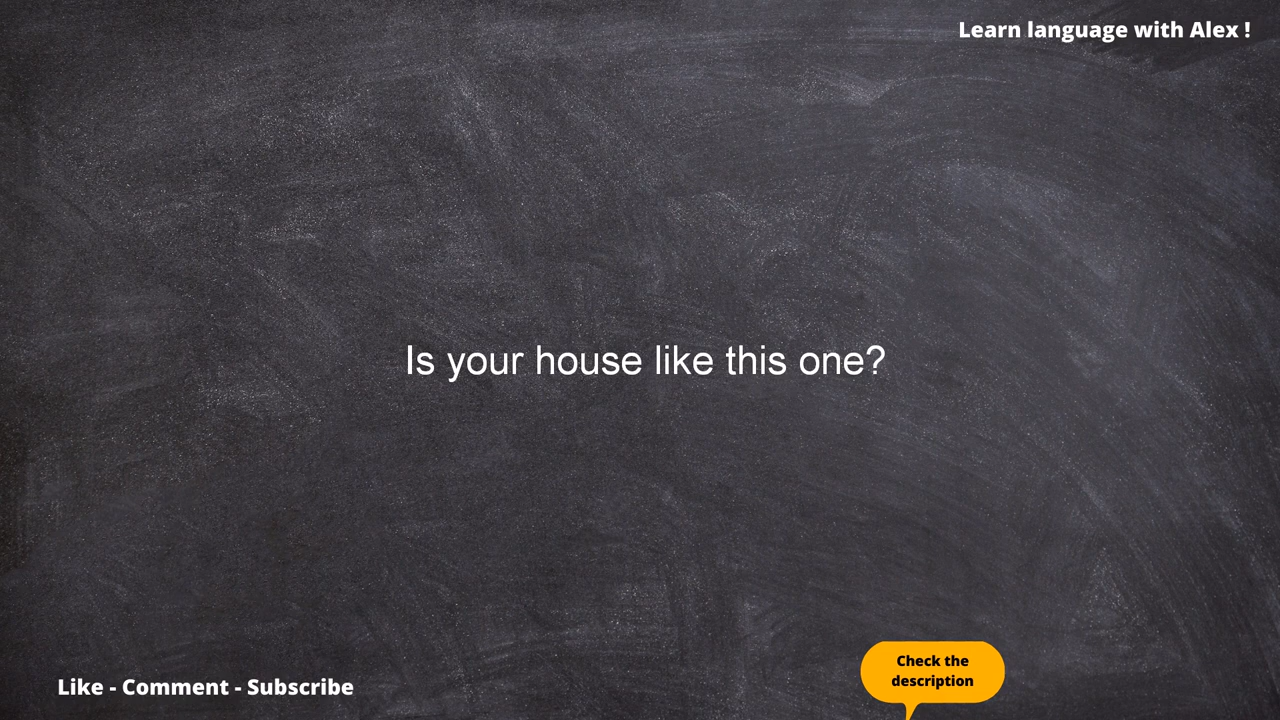 Learn language with Alex !
Is your house like this one?
Check the
description
Like - Comment - Subscribe